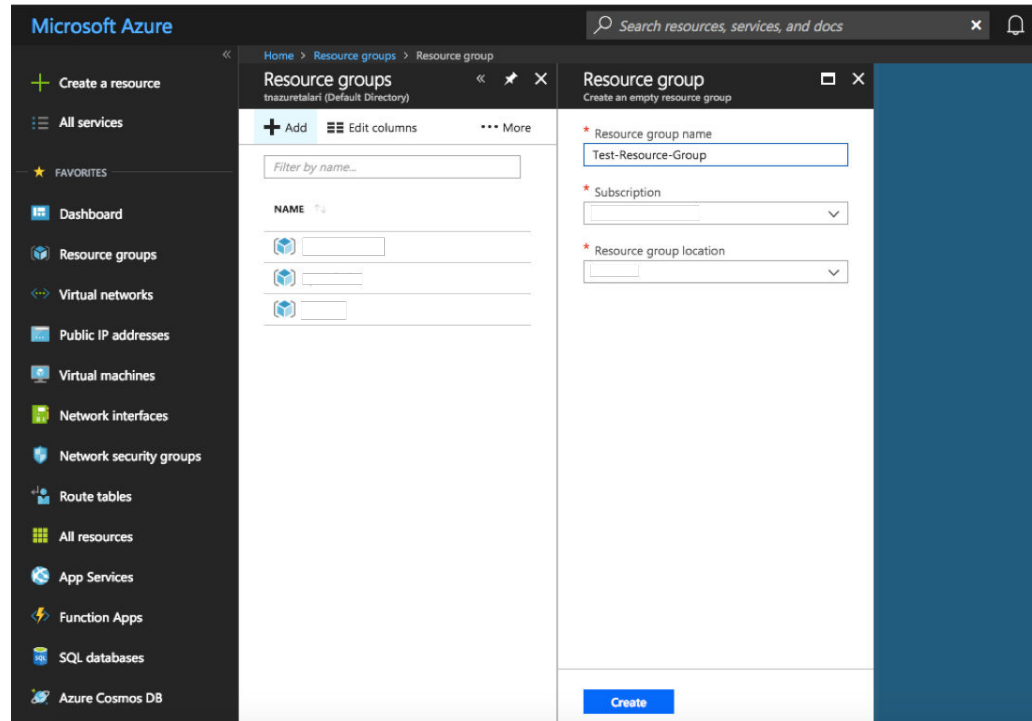 Microsoft Azure
Search resources, services, and docs
Home > Resource groups > Resource group
Create a resource
All services
FAVORITES
Dashboard
Resource groups
Virtual networks
Public IP addresses
Virtual machines
Network interfaces
Network security groups
Route tables
All resources
App Services
Function Apps
SQL databases
Azure Cosmos DB
Resource groups
tnazuretalari (Default Directory)
Add
Edit columns
More
Filter by name...
NAME
Resource group
Create an empty resource group
* Resource group name
Test-Resource-Group
* Subscription
* Resource group location
Create